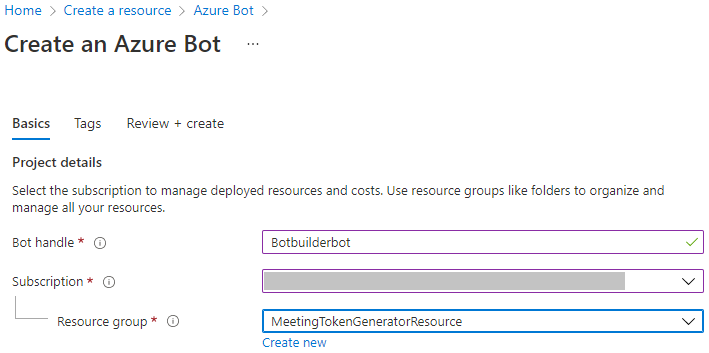 Home > Create a resource > Azure Bot >
Create an Azure Bot ...
Basics Tags Review + create
Project details
Select the subscription to manage deployed resources and costs. Use resource groups like folders to organize and
manage all your resources.
Bot handle * Botbuilderbot
Subscription *
Resource group * MeetingTokenGeneratorResource
Create new